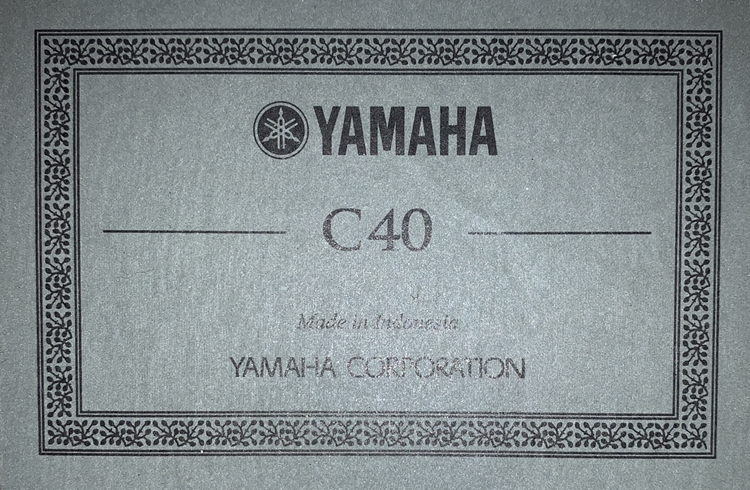 YAMAHA
C40
Made in Indonesia
YAMAHA CORPORATION